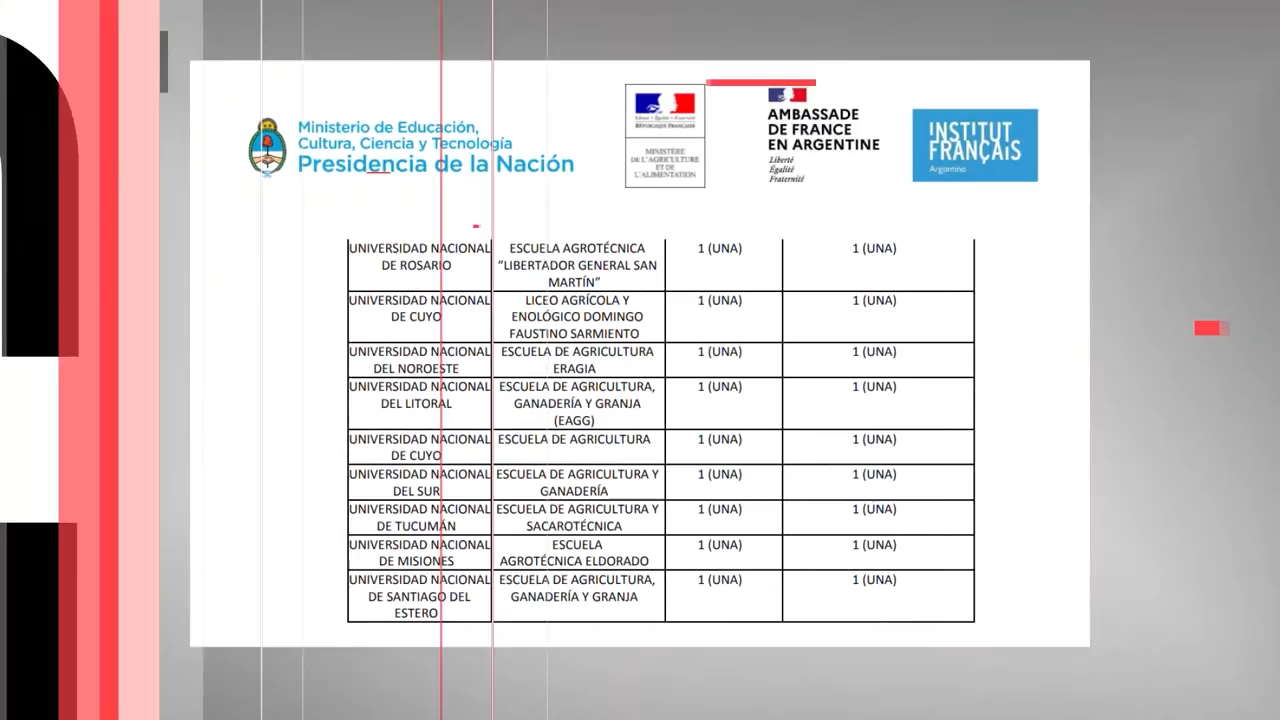 Ministerio de Educación,
Cultura, Ciencia y Tecnología
Presidencia de la Nación
Liberté • Égalité • Fraternité
RÉPUBLIQUE FRANÇAISE
MINISTÈRE
DE L'AGRICULTURE
ET DE
L'ALIMENTATION
AMBASSADE
DE FRANCE
EN ARGENTINE
Liberté
Égalité
Fraternité
INSTITUT
FRANÇAIS
Argentina
UNIVERSIDAD NACIONAL ESCUELA AGROTÉCNICA 1 (UNA) 1 (UNA)
DE ROSARIO “LIBERTADOR GENERAL SAN
MARTÍN”
UNIVERSIDAD NACIONAL LICEO AGRÍCOLA Y 1 (UNA) 1 (UNA)
DE CUYO ENOLÓGICO DOMINGO
FAUSTINO SARMIENTO
UNIVERSIDAD NACIONAL ESCUELA DE AGRICULTURA 1 (UNA) 1 (UNA)
DEL NOROESTE ERAGIA
UNIVERSIDAD NACIONAL ESCUELA DE AGRICULTURA, 1 (UNA) 1 (UNA)
DEL LITORAL GANADERÍA Y GRANJA
(EAGG)
UNIVERSIDAD NACIONAL ESCUELA DE AGRICULTURA 1 (UNA) 1 (UNA)
DE CUYO
UNIVERSIDAD NACIONAL ESCUELA DE AGRICULTURA Y 1 (UNA) 1 (UNA)
DEL SUR GANADERÍA
UNIVERSIDAD NACIONAL ESCUELA DE AGRICULTURA Y 1 (UNA) 1 (UNA)
DE TUCUMÁN SACAROTÉCNICA
UNIVERSIDAD NACIONAL ESCUELA 1 (UNA) 1 (UNA)
DE MISIONES AGROTÉCNICA ELDORADO
UNIVERSIDAD NACIONAL ESCUELA DE AGRICULTURA, 1 (UNA) 1 (UNA)
DE SANTIAGO DEL GANADERÍA Y GRANJA
ESTERO